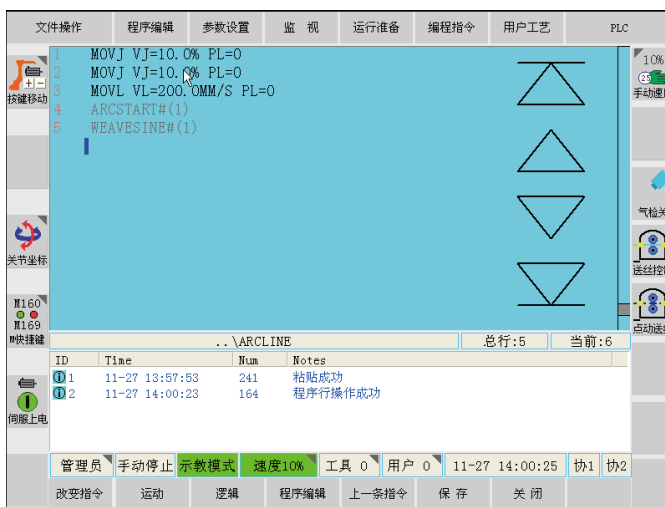 文件操作 程序编辑 参数设置 监 视 运行准备 编程指令 用户工艺 PLC
1 MOVJ VJ=10.0% PL=0
2 MOVJ VJ=10.0% PL=0
3 MOVL VL=200.0MM/S PL=0
4 ARCSTART#(1)
5 WEAVESINE#(1)
按键移动
10%
手动速
气检关
关节坐标
送丝控
M160
M169
M快捷键
点动送
..\ARCLINE 总行:5 当前:6
ID Time Num Notes
1 11-27 13:57:53 241 粘贴成功
2 11-27 14:00:23 164 程序行操作成功
伺服上电
管理员 手动停止 示教模式 速度10% 工具 0 用户 0 11-27 14:00:25 协1 协2
改变指令 运动 逻辑 程序编辑 上一条指令 保 存 关 闭